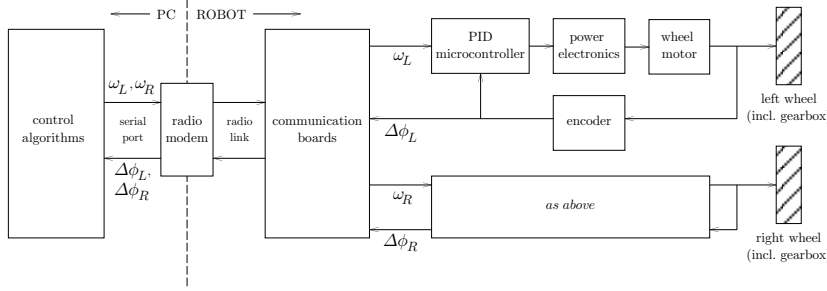 PC ROBOT
control
algorithms
ω_L, ω_R
serial
port
Δϕ_L,
Δϕ_R
radio
modem
radio
link
communication
boards
ω_L
PID
microcontroller
power
electronics
wheel
motor
left wheel
(incl. gearbox
Δϕ_L
encoder
ω_R
as above
Δϕ_R
right wheel
(incl. gearbox